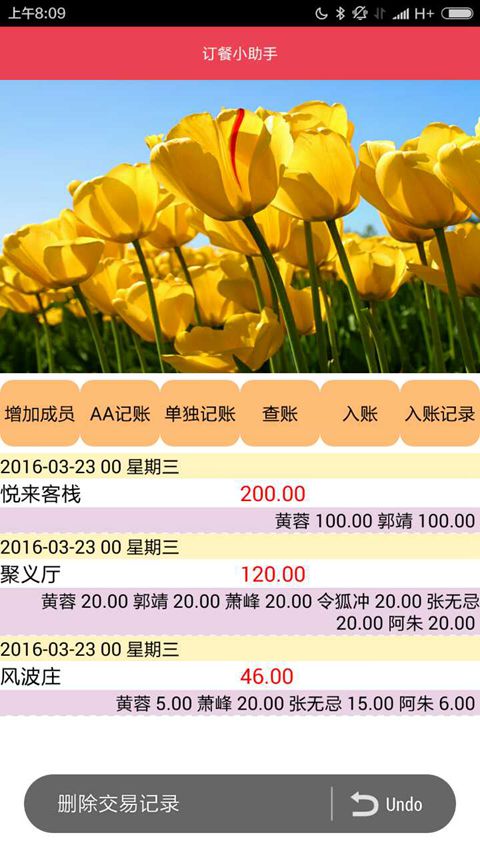 上午8:09 H+
订餐小助手
增加成员 AA记账 单独记账 查账 入账 入账记录
2016-03-23 00 星期三
悦来客栈 200.00
黄蓉 100.00 郭靖 100.00
2016-03-23 00 星期三
聚义厅 120.00
黄蓉 20.00 郭靖 20.00 萧峰 20.00 令狐冲 20.00 张无忌
20.00 阿朱 20.00
2016-03-23 00 星期三
风波庄 46.00
黄蓉 5.00 萧峰 20.00 张无忌 15.00 阿朱 6.00
删除交易记录 Undo